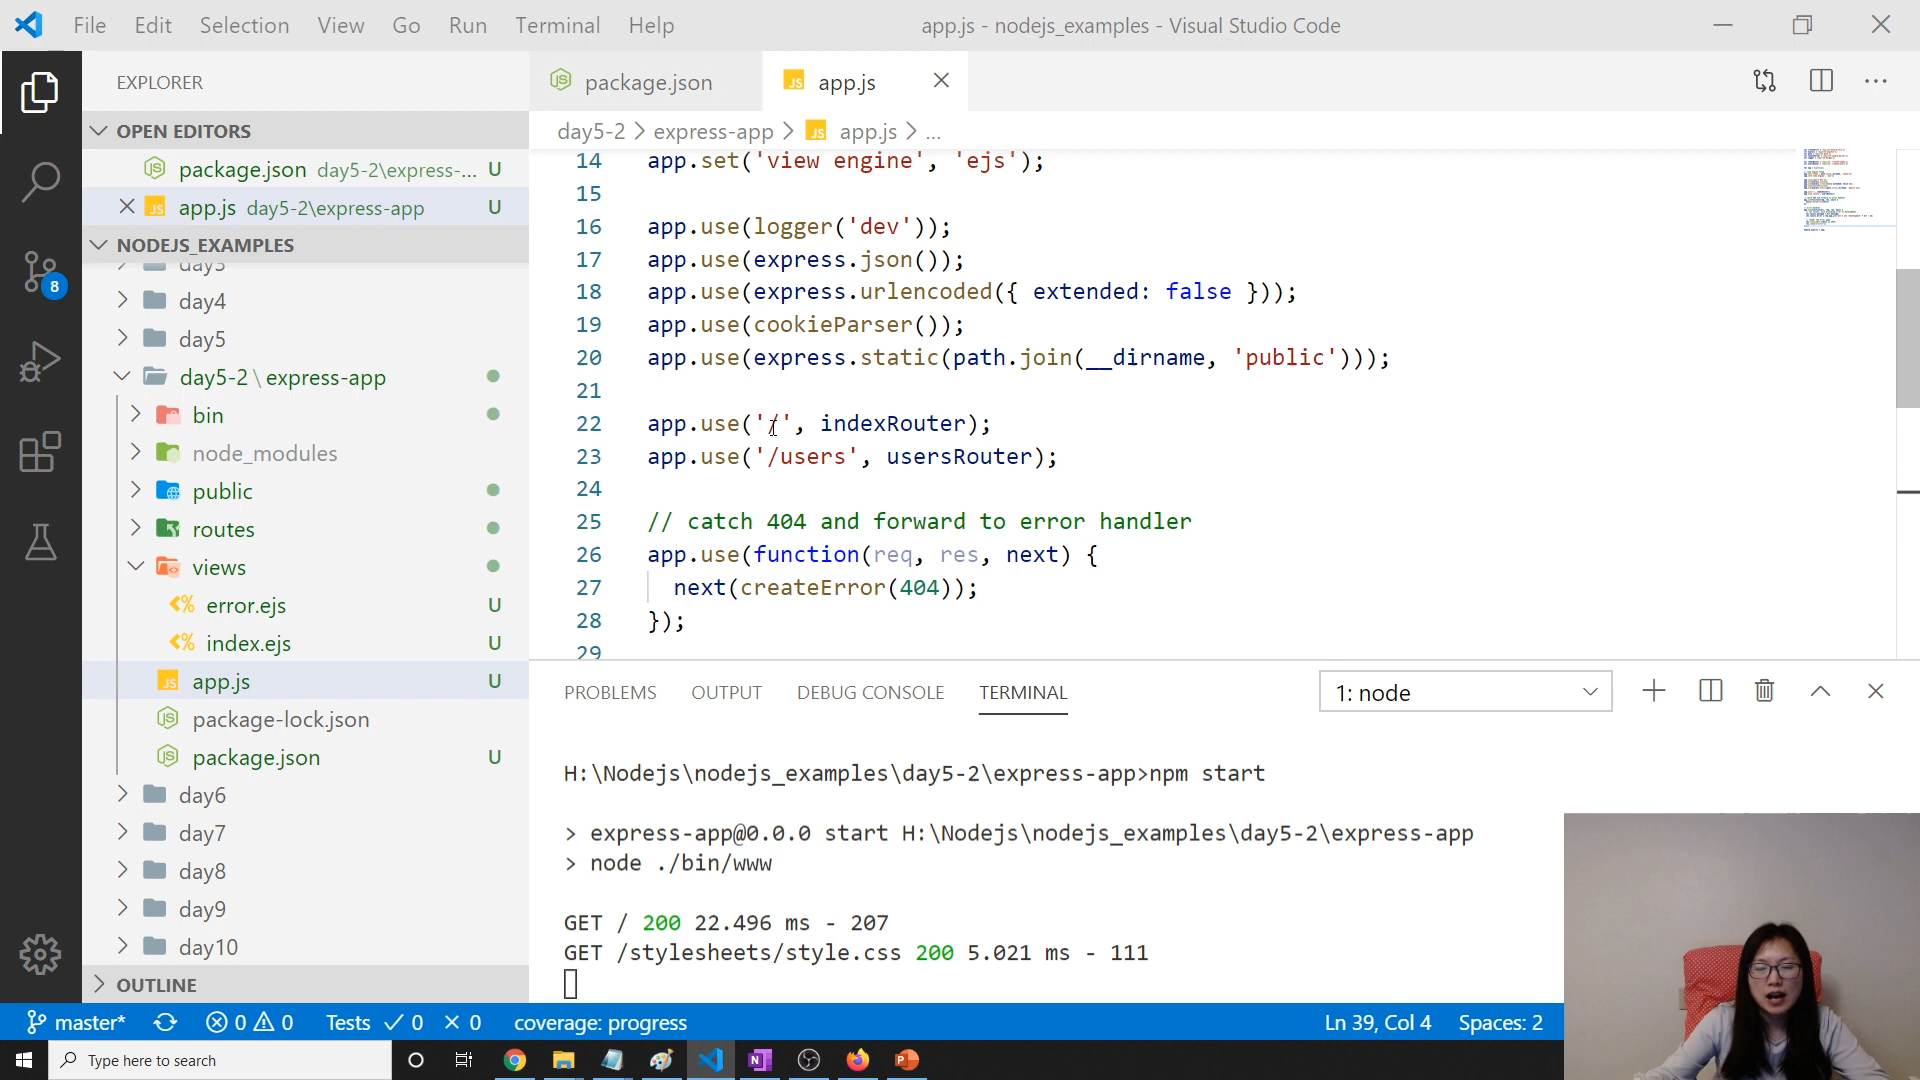 File Edit Selection View Go Run Terminal Help
app.js - nodejs_examples - Visual Studio Code
EXPLORER
OPEN EDITORS
package.json day5-2\express-... U
app.js day5-2\express-app U
NODEJS_EXAMPLES
day3
day4
day5
day5-2 \ express-app
bin
node_modules
public
routes
views
error.ejs U
index.ejs U
app.js U
package-lock.json
package.json U
day6
day7
day8
day9
day10
OUTLINE
package.json
app.js
day5-2 > express-app > JS app.js > ...
14 app.set('view engine', 'ejs');
15
16 app.use(logger('dev'));
17 app.use(express.json());
18 app.use(express.urlencoded({ extended: false }));
19 app.use(cookieParser());
20 app.use(express.static(path.join(__dirname, 'public')));
21
22 app.use('/', indexRouter);
23 app.use('/users', usersRouter);
24
25 // catch 404 and forward to error handler
26 app.use(function(req, res, next) {
27 next(createError(404));
28 });
29
PROBLEMS OUTPUT DEBUG CONSOLE TERMINAL
1: node
H:\Nodejs\nodejs_examples\day5-2\express-app>npm start
> express-app@0.0.0 start H:\Nodejs\nodejs_examples\day5-2\express-app
> node ./bin/www
GET / 200 22.496 ms - 207
GET /stylesheets/style.css 200 5.021 ms - 111
8
master* 0 0 Tests 0 0 coverage: progress
Ln 39, Col 4 Spaces: 2
Type here to search